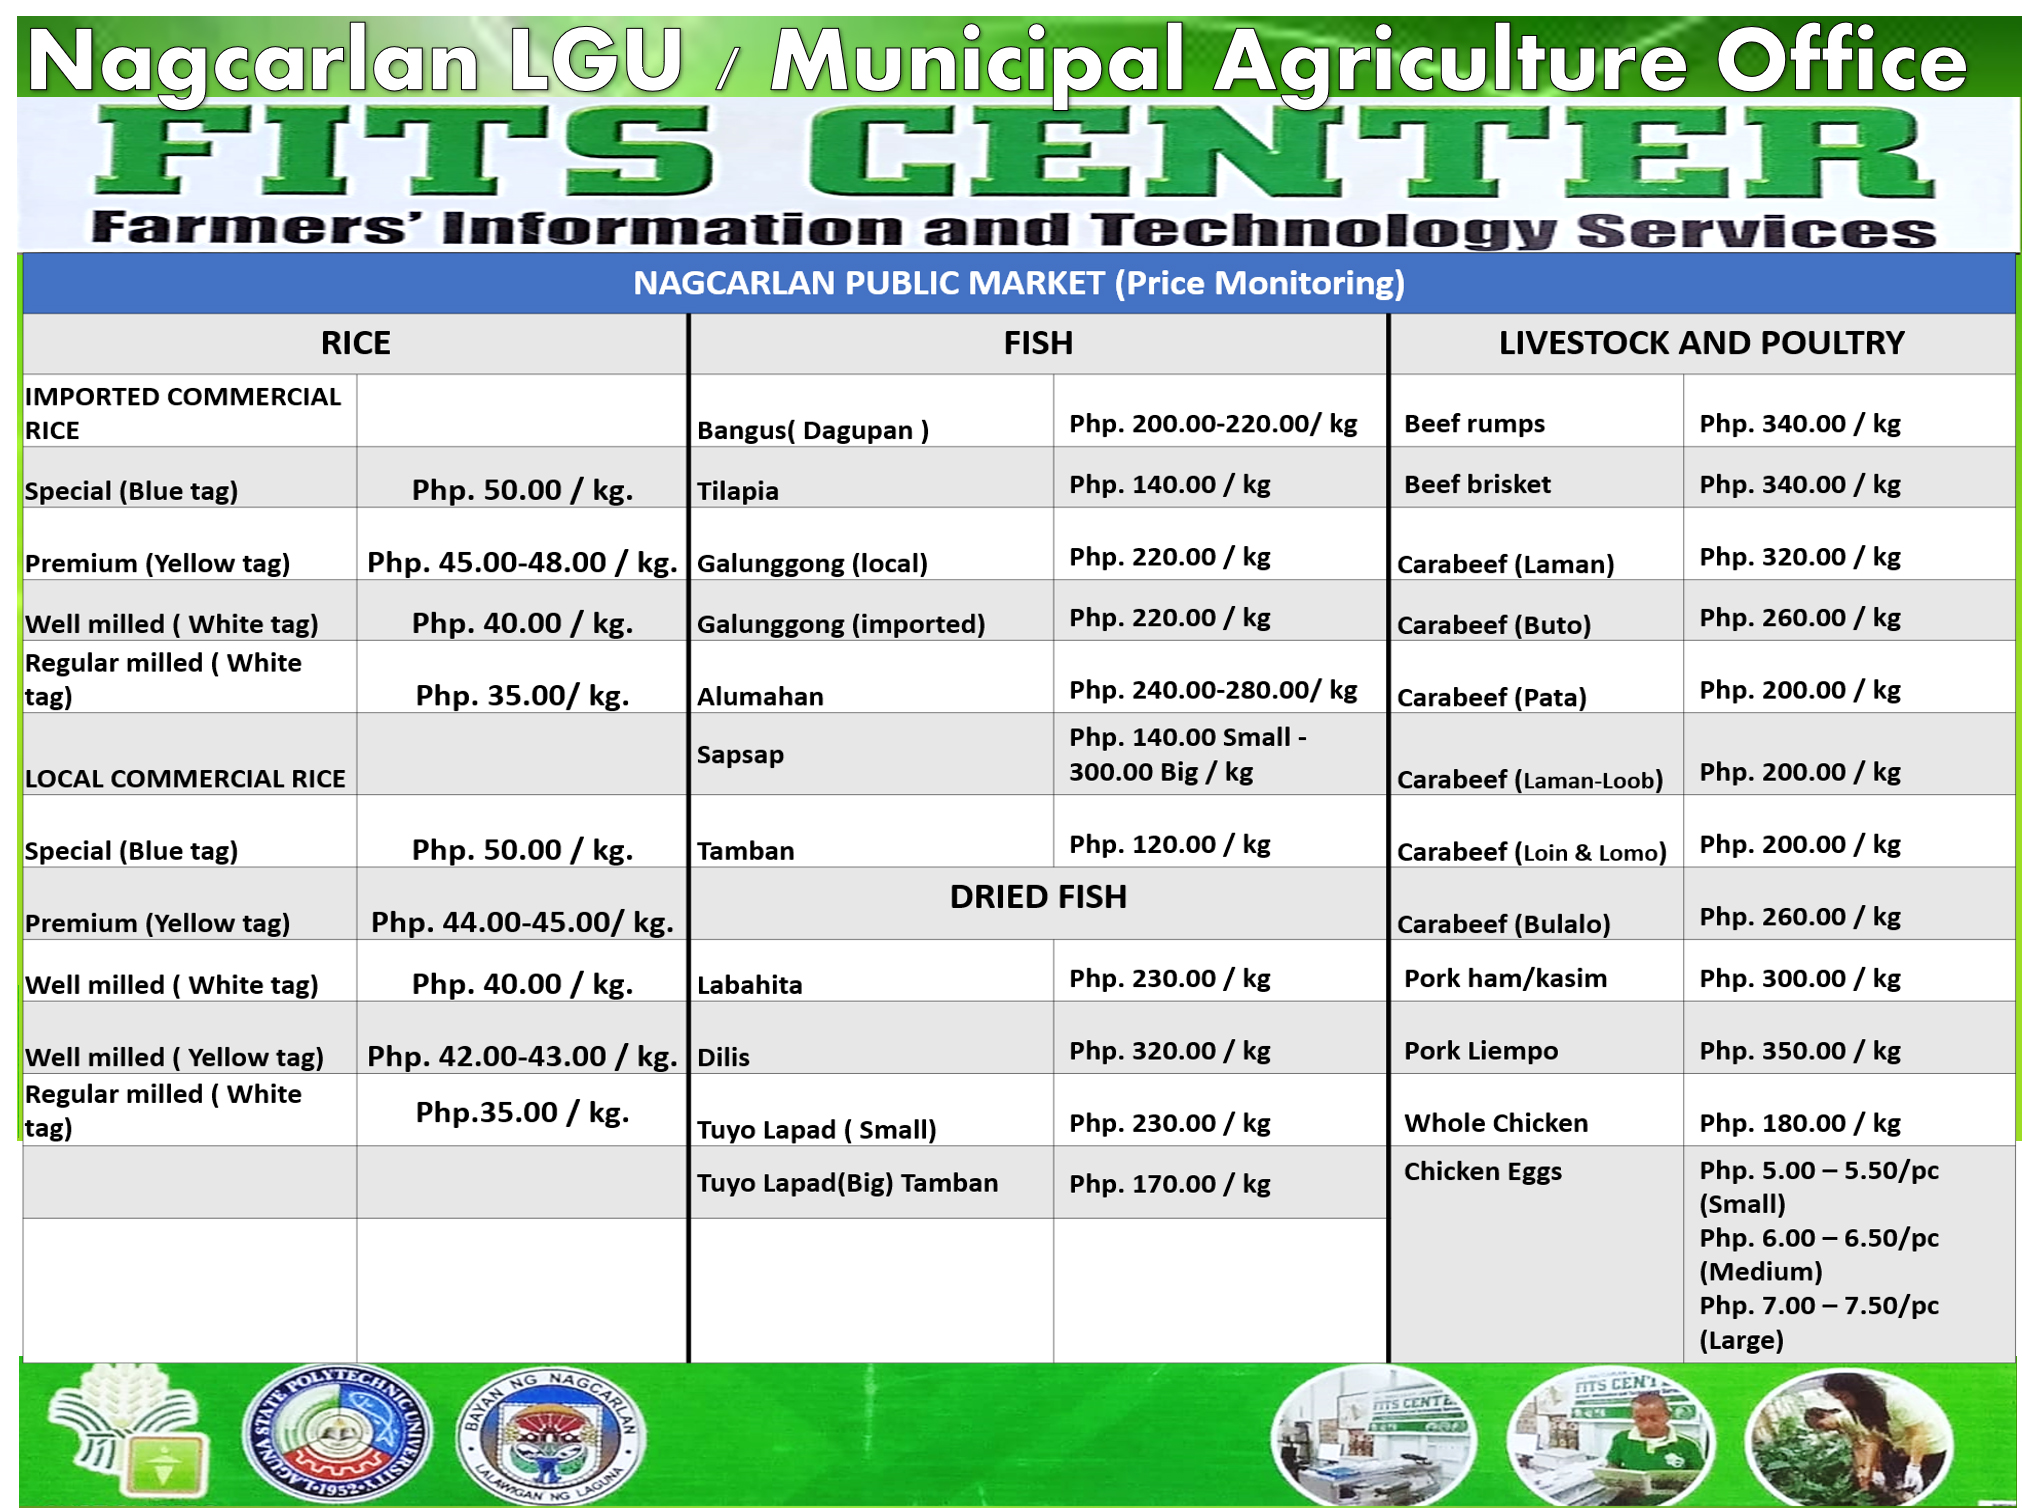 Nagcarlan LGU / Municipal Agriculture Office
FITS CENTER
Farmers' Information and Technology Services
NAGCARLAN PUBLIC MARKET (Price Monitoring)
RICE
IMPORTED COMMERCIAL
RICE
Special (Blue tag) Php. 50.00 / kg.
Premium (Yellow tag) Php. 45.00-48.00 / kg.
Well milled ( White tag) Php. 40.00 / kg.
Regular milled ( White
tag) Php. 35.00/ kg.
LOCAL COMMERCIAL RICE
Special (Blue tag) Php. 50.00 / kg.
Premium (Yellow tag) Php. 44.00-45.00/ kg.
Well milled ( White tag) Php. 40.00 / kg.
Well milled ( Yellow tag) Php. 42.00-43.00 / kg.
Regular milled ( White
tag) Php.35.00 / kg.
FISH
Bangus( Dagupan ) Php. 200.00-220.00/ kg
Tilapia Php. 140.00 / kg
Galunggong (local) Php. 220.00 / kg
Galunggong (imported) Php. 220.00 / kg
Alumahan Php. 240.00-280.00/ kg
Sapsap Php. 140.00 Small -
300.00 Big / kg
Tamban Php. 120.00 / kg
DRIED FISH
Labahita Php. 230.00 / kg
Dilis Php. 320.00 / kg
Tuyo Lapad ( Small) Php. 230.00 / kg
Tuyo Lapad(Big) Tamban Php. 170.00 / kg
LIVESTOCK AND POULTRY
Beef rumps Php. 340.00 / kg
Beef brisket Php. 340.00 / kg
Carabeef (Laman) Php. 320.00 / kg
Carabeef (Buto) Php. 260.00 / kg
Carabeef (Pata) Php. 200.00 / kg
Carabeef (Laman-Loob) Php. 200.00 / kg
Carabeef (Loin & Lomo) Php. 200.00 / kg
Carabeef (Bulalo) Php. 260.00 / kg
Pork ham/kasim Php. 300.00 / kg
Pork Liempo Php. 350.00 / kg
Whole Chicken Php. 180.00 / kg
Chicken Eggs Php. 5.00 – 5.50/pc
(Small)
Php. 6.00 – 6.50/pc
(Medium)
Php. 7.00 – 7.50/pc
(Large)
LAGUNA STATE POLYTECHNIC UNIVERSITY
1952
BAYAN NG NAGCARLAN
LALAWIGAN NG LAGUNA
FITS CENTE
FITS CENT